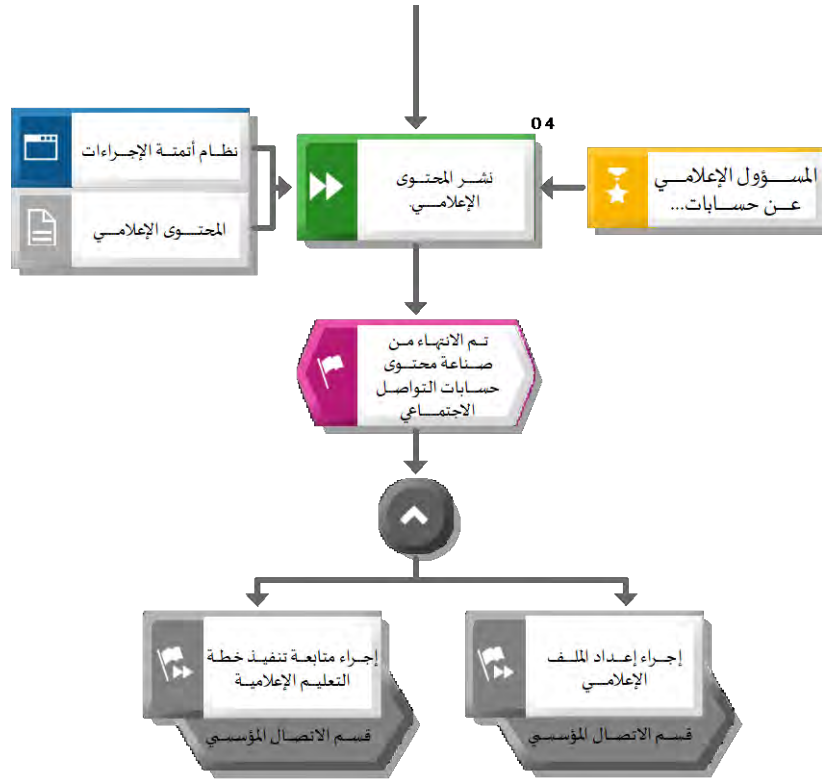 04
نظام أتمتة الإجراءات
المحتوى الإعلامي
نشر المحتوى
الإعلامي.
المسؤول الإعلامي
عن حسابات...
تم الانتهاء من
صناعة محتوى
حسابات التواصل
الاجتماعي
إجراء إعداد الملف
الإعلامي
قسم الاتصال المؤسسي
إجراء متابعة تنفيذ خطة
التعليم الإعلامية
قسم الاتصال المؤسسي